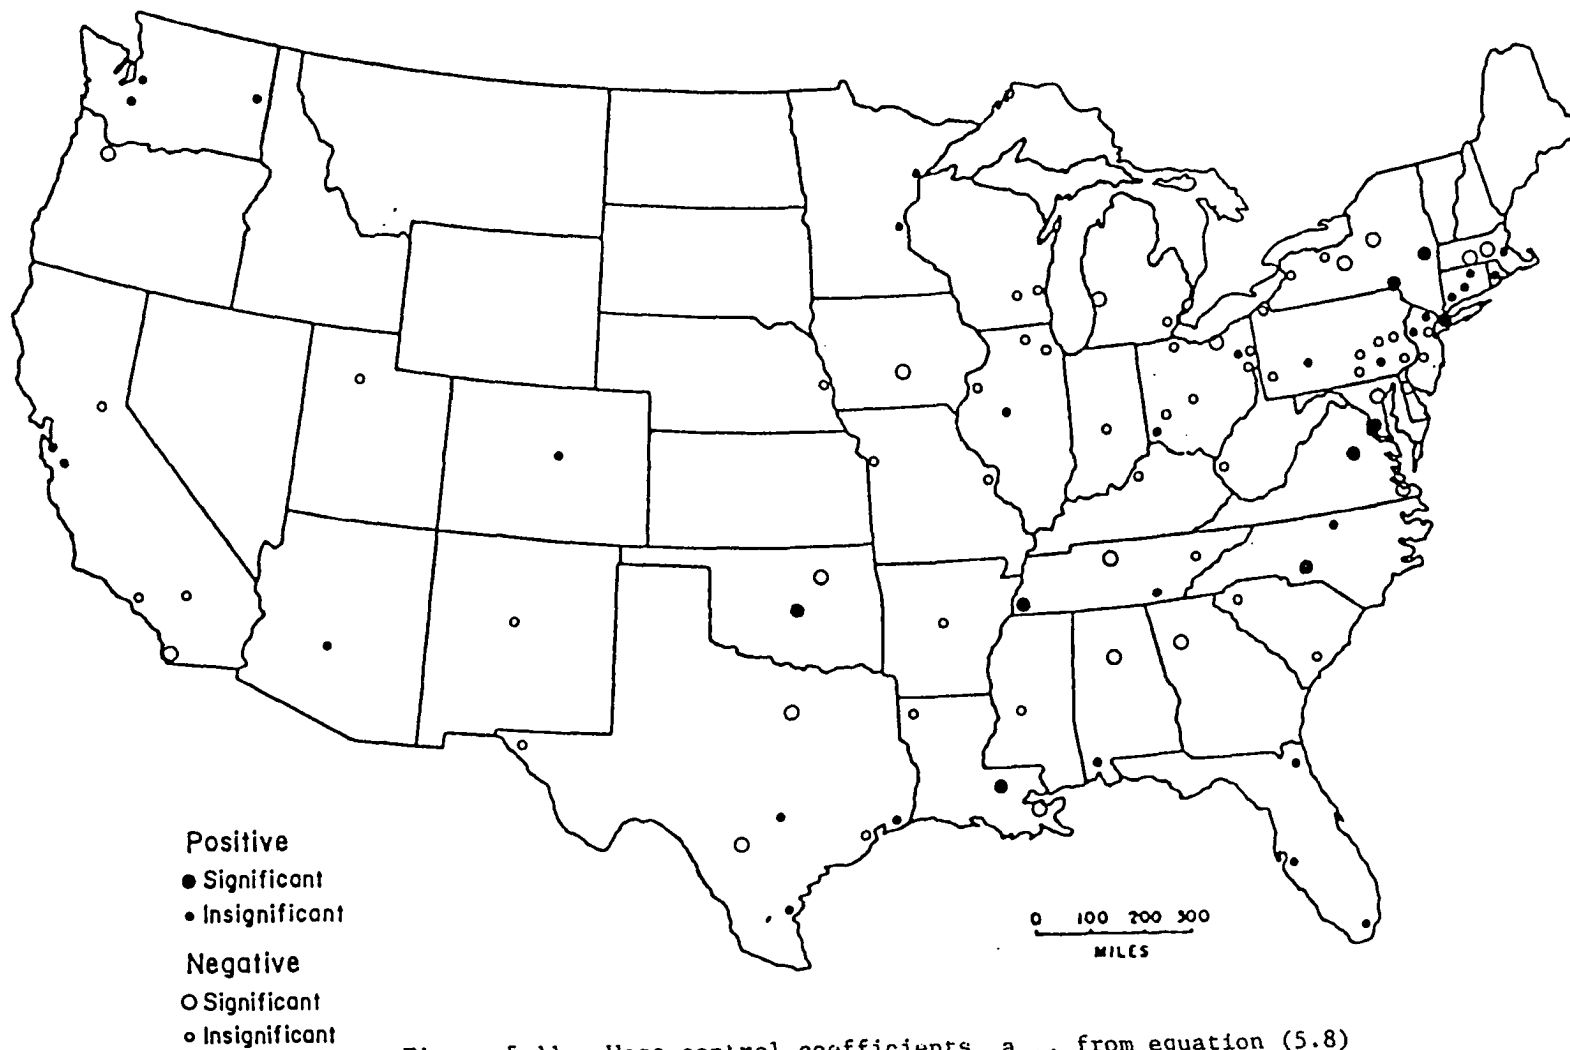 Positive
Significant
Insignificant
Negative
Significant
Insignificant
0 100 200 300
MILES
from equation (5.8)